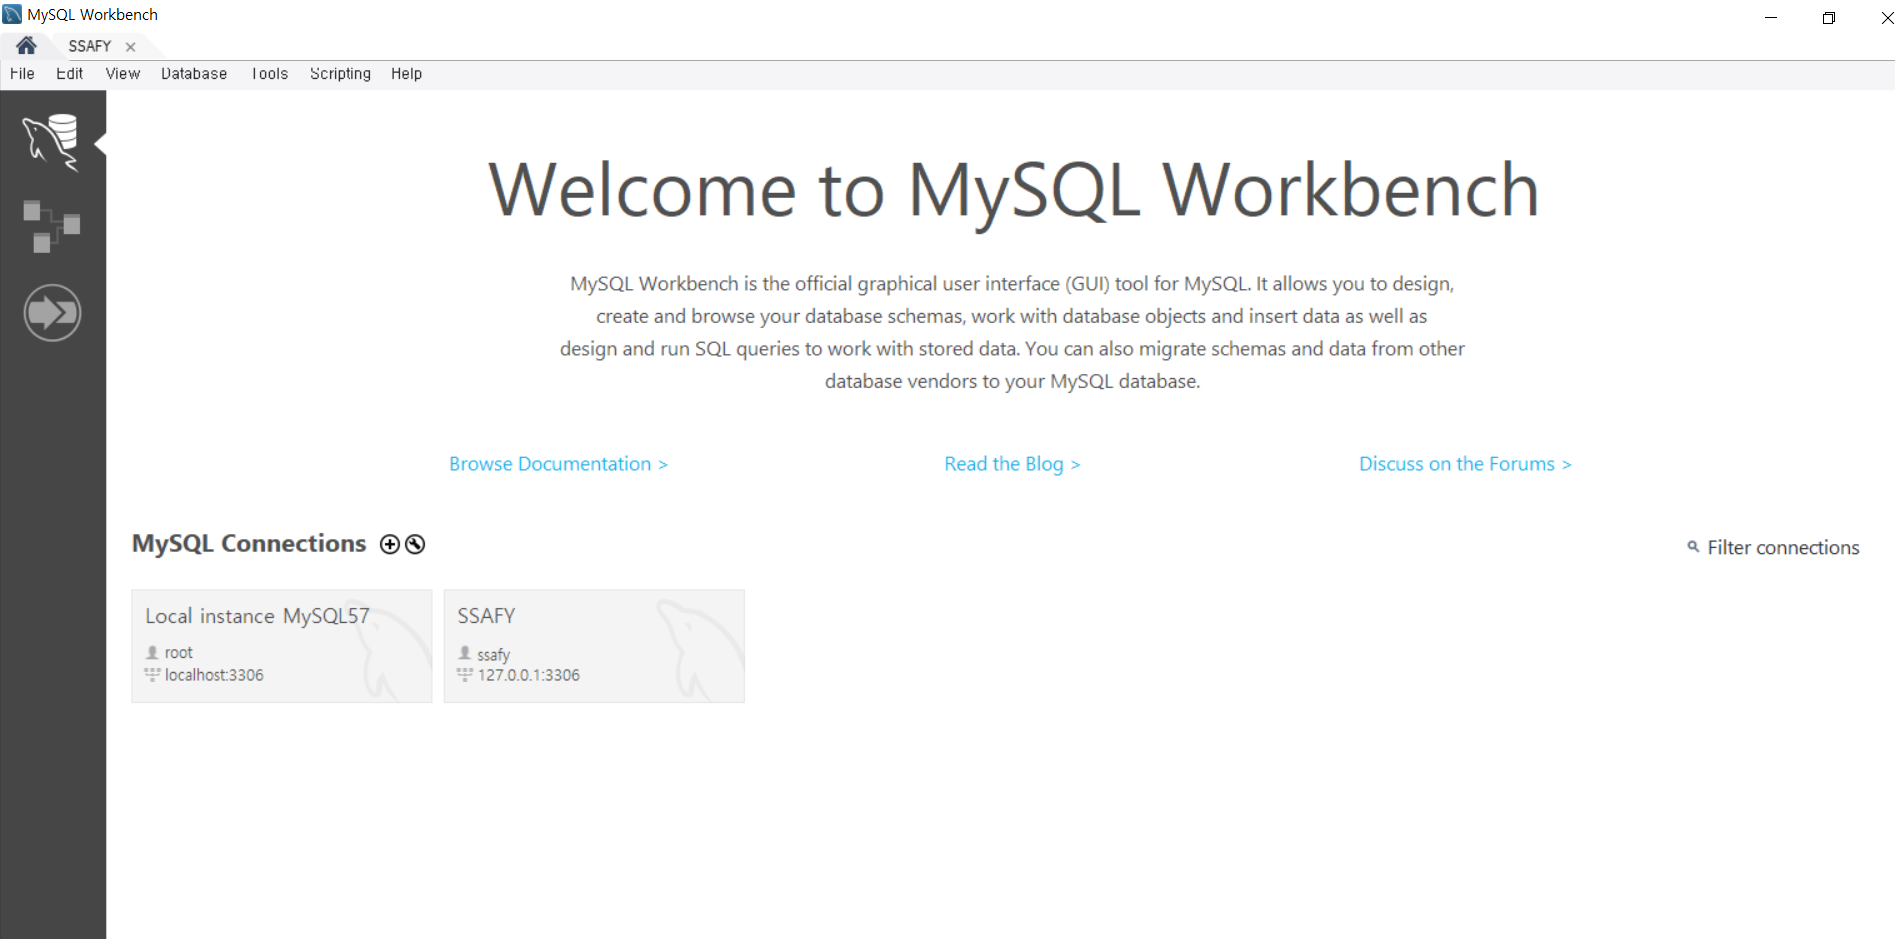 MySQL Workbench
SSAFY
File Edit View Database Tools Scripting Help
Welcome to MySQL Workbench
MySQL Workbench is the official graphical user interface (GUI) tool for MySQL. It allows you to design,
create and browse your database schemas, work with database objects and insert data as well as
design and run SQL queries to work with stored data. You can also migrate schemas and data from other
database vendors to your MySQL database.
Browse Documentation > Read the Blog > Discuss on the Forums >
MySQL Connections
Filter connections
Local instance MySQL57
root
localhost:3306
SSAFY
ssafy
127.0.0.1:3306